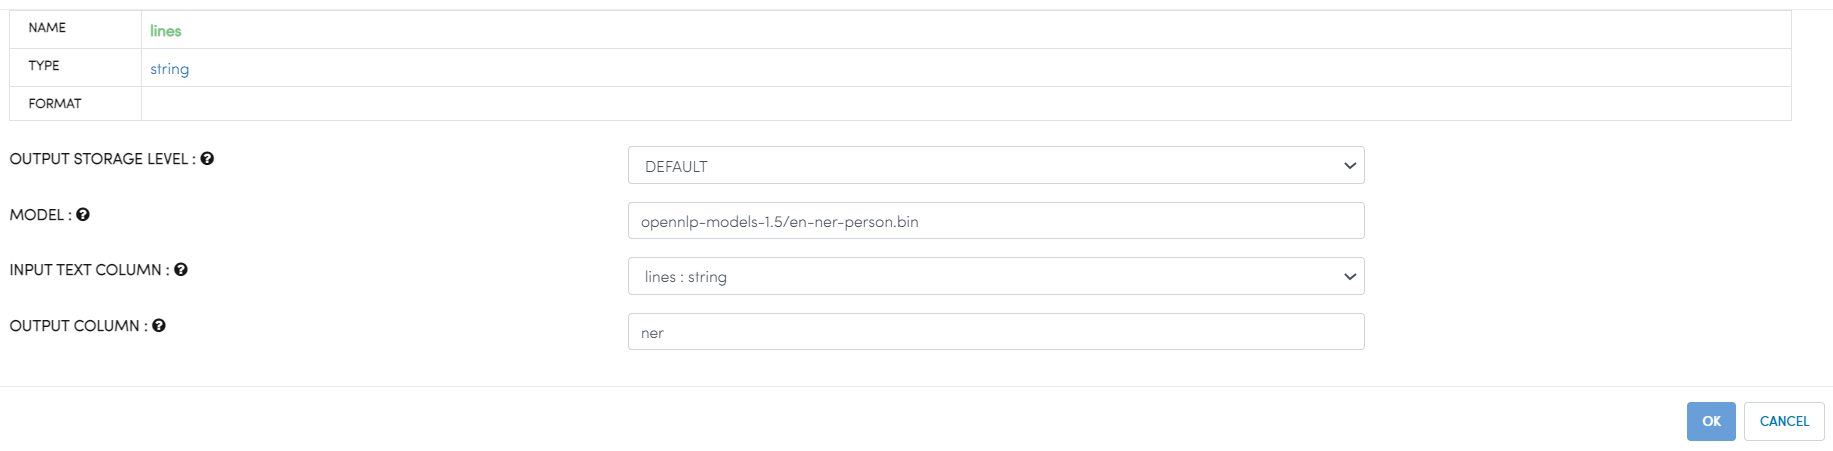 NAME lines
TYPE string
FORMAT
OUTPUT STORAGE LEVEL : ?
DEFAULT
MODEL : ?
opennlp-models-1.5/en-ner-person.bin
INPUT TEXT COLUMN : ?
lines : string
OUTPUT COLUMN : ?
ner
OK CANCEL